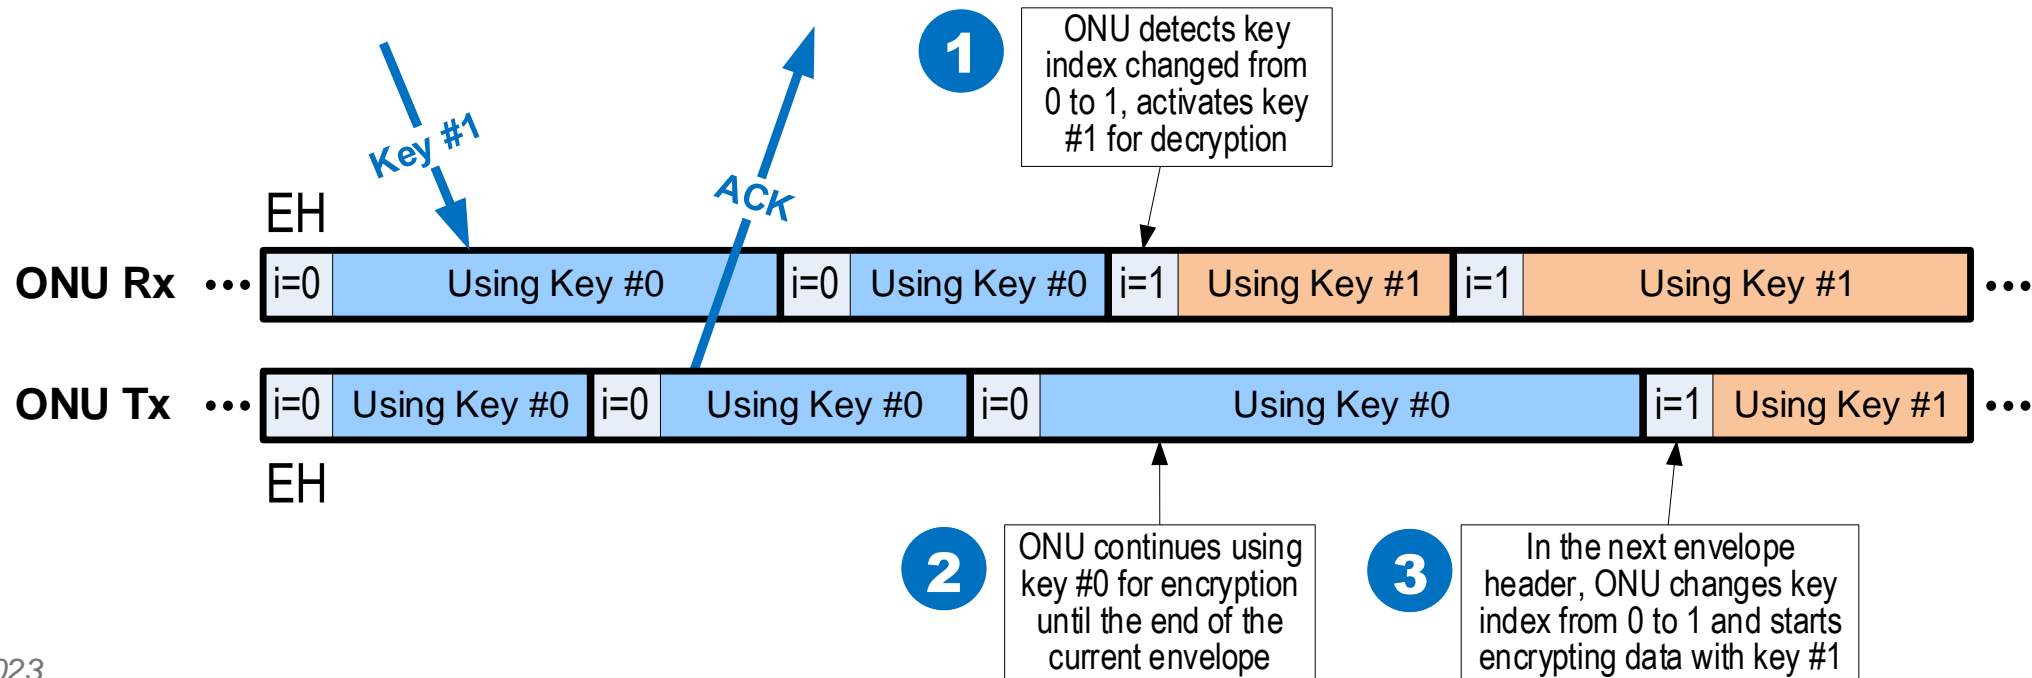 1
ONU detects key
index changed from
0 to 1, activates key
#1 for decryption
Key #1
ACK
EH
ONU Rx ••• i=0 Using Key #0 i=0 Using Key #0 i=1 Using Key #1 i=1 Using Key #1 •••
ONU Tx ••• i=0 Using Key #0 i=0 Using Key #0 i=0 Using Key #0 i=1 Using Key #1 •••
EH
2
ONU continues using
key #0 for encryption
until the end of the
current envelope
3
In the next envelope
header, ONU changes key
index from 0 to 1 and starts
encrypting data with key #1
023